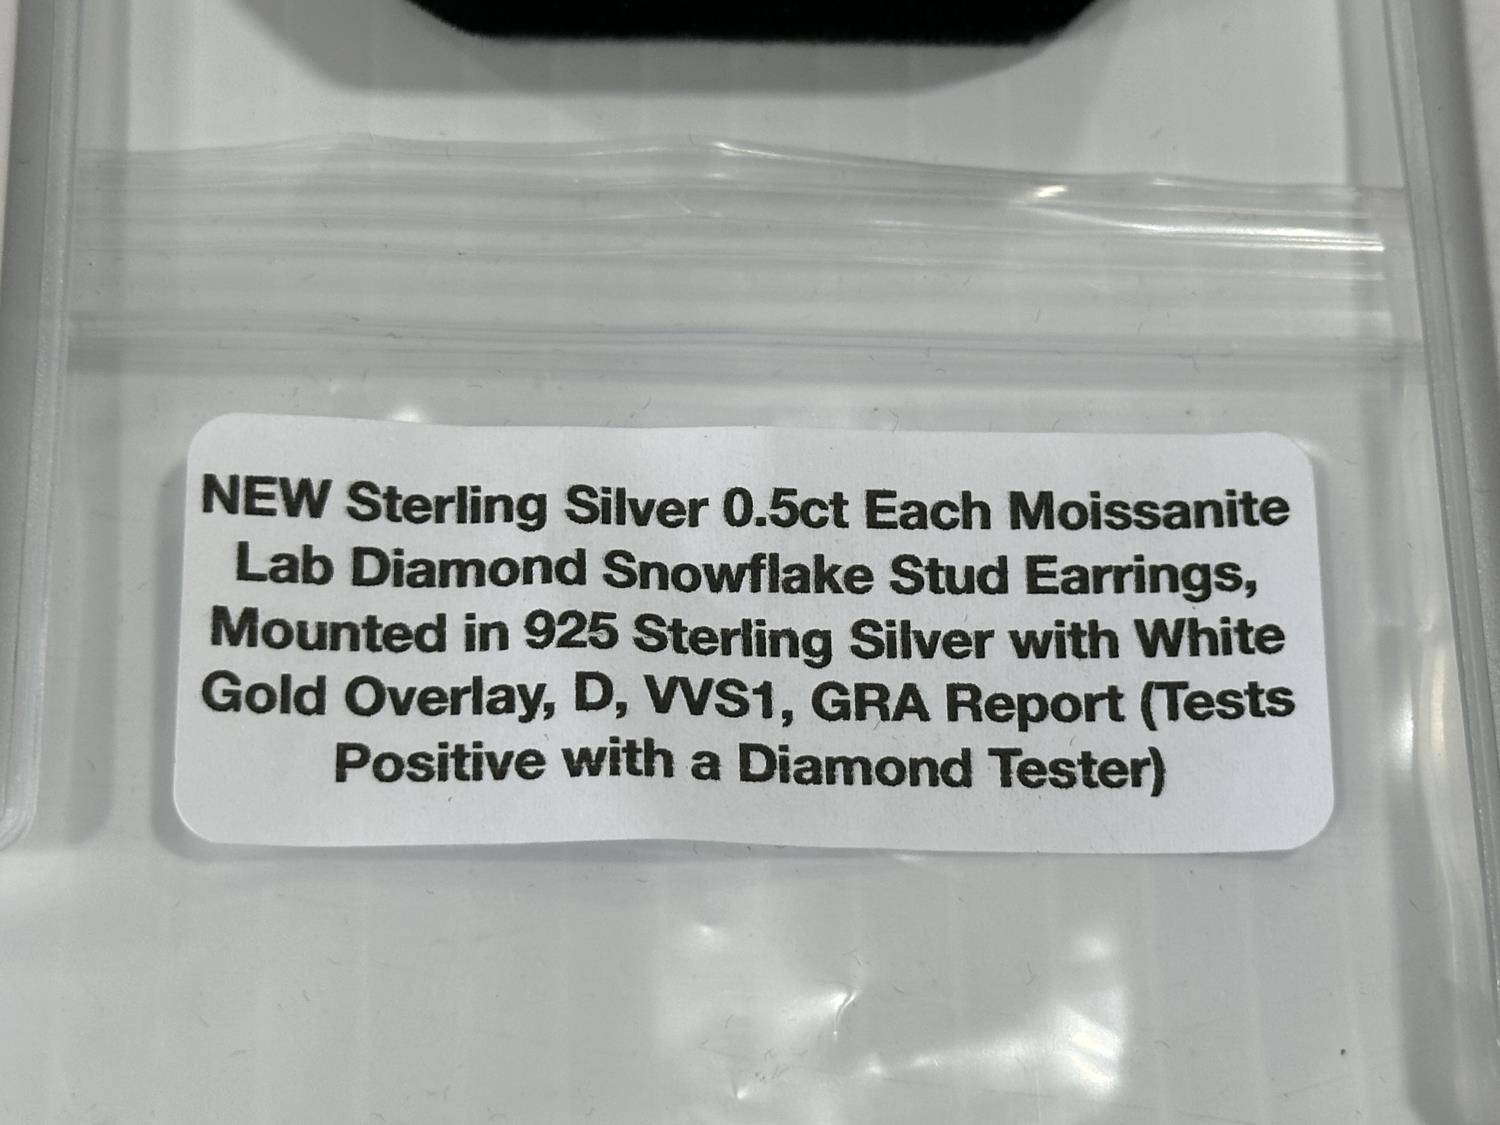 NEW Sterling Silver 0.5ct Each Moissanite
Lab Diamond Snowflake Stud Earrings,
Mounted in 925 Sterling Silver with White
Gold Overlay, D, VVS1, GRA Report (Tests
Positive with a Diamond Tester)